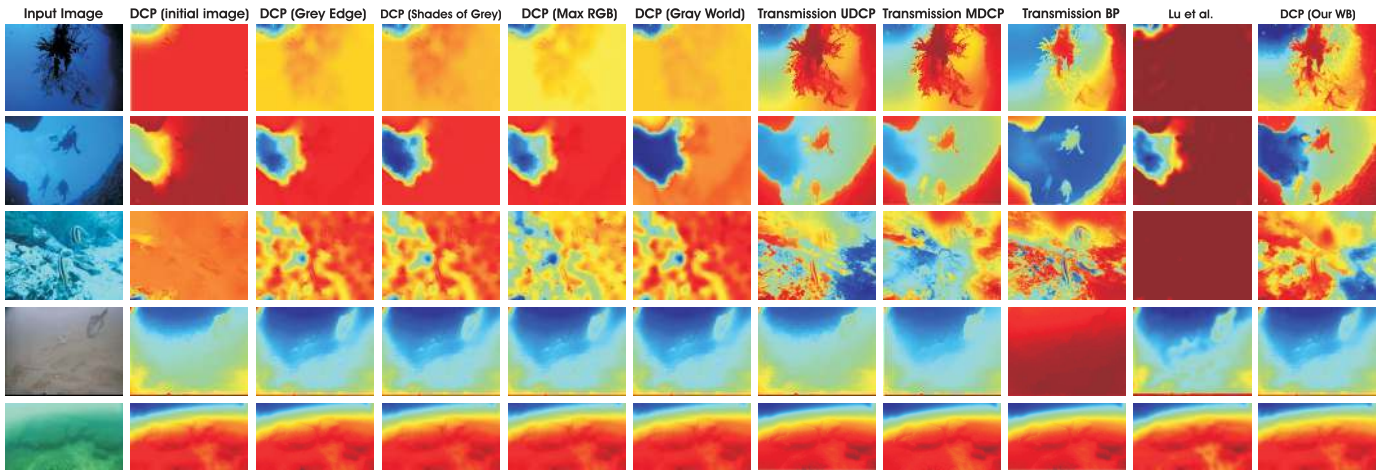 Input Image DCP (initial image) DCP (Grey Edge) DCP (Shades of Grey) DCP (Max RGB) DCP (Gray World) Transmission UDCP Transmission MDCP Transmission BP Lu et al. DCP (Our WB)